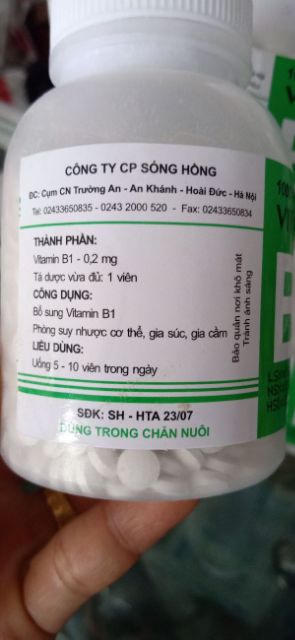 CÔNG TY CP SÓNG HỒNG
ĐC: Cụm CN Trường An - An Khánh - Hoài Đức - Hà Nội
Tel: 02433650835 - 0243 2000 520 - Fax: 02433650834
THÀNH PHẦN:
Vitamin B1 - 0,2 mg
Tá dược vừa đủ: 1 viên
CÔNG DỤNG:
Bổ sung Vitamin B1
Phòng suy nhược cơ thể, gia súc, gia cầm
LIỀU DÙNG:
Uống 5 - 10 viên trong ngày
Bảo quản nơi khô mát
Tránh ánh sáng
SĐK: SH - HTA 23/07
DÙNG TRONG CHĂN NUÔI